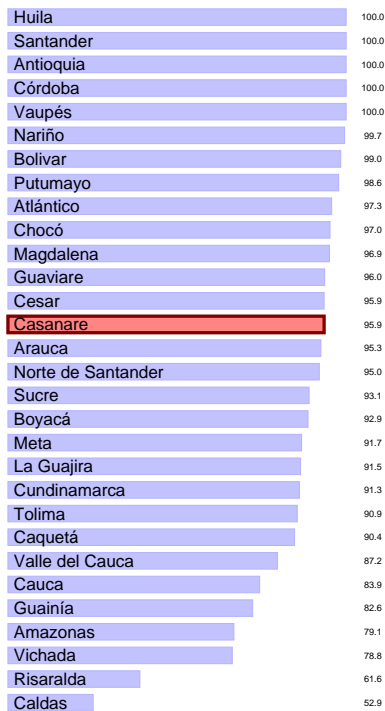 Huila 100.0
Santander 100.0
Antioquia 100.0
Córdoba 100.0
Vaupés 100.0
Nariño 99.7
Bolivar 99.0
Putumayo 98.6
Atlántico 97.3
Chocó 97.0
Magdalena 96.9
Guaviare 96.0
Cesar 95.9
Casanare 95.9
Arauca 95.3
Norte de Santander 95.0
Sucre 93.1
Boyacá 92.9
Meta 91.7
La Guajira 91.5
Cundinamarca 91.3
Tolima 90.9
Caquetá 90.4
Valle del Cauca 87.2
Cauca 83.9
Guainía 82.6
Amazonas 79.1
Vichada 78.8
Risaralda 61.6
Caldas 52.9